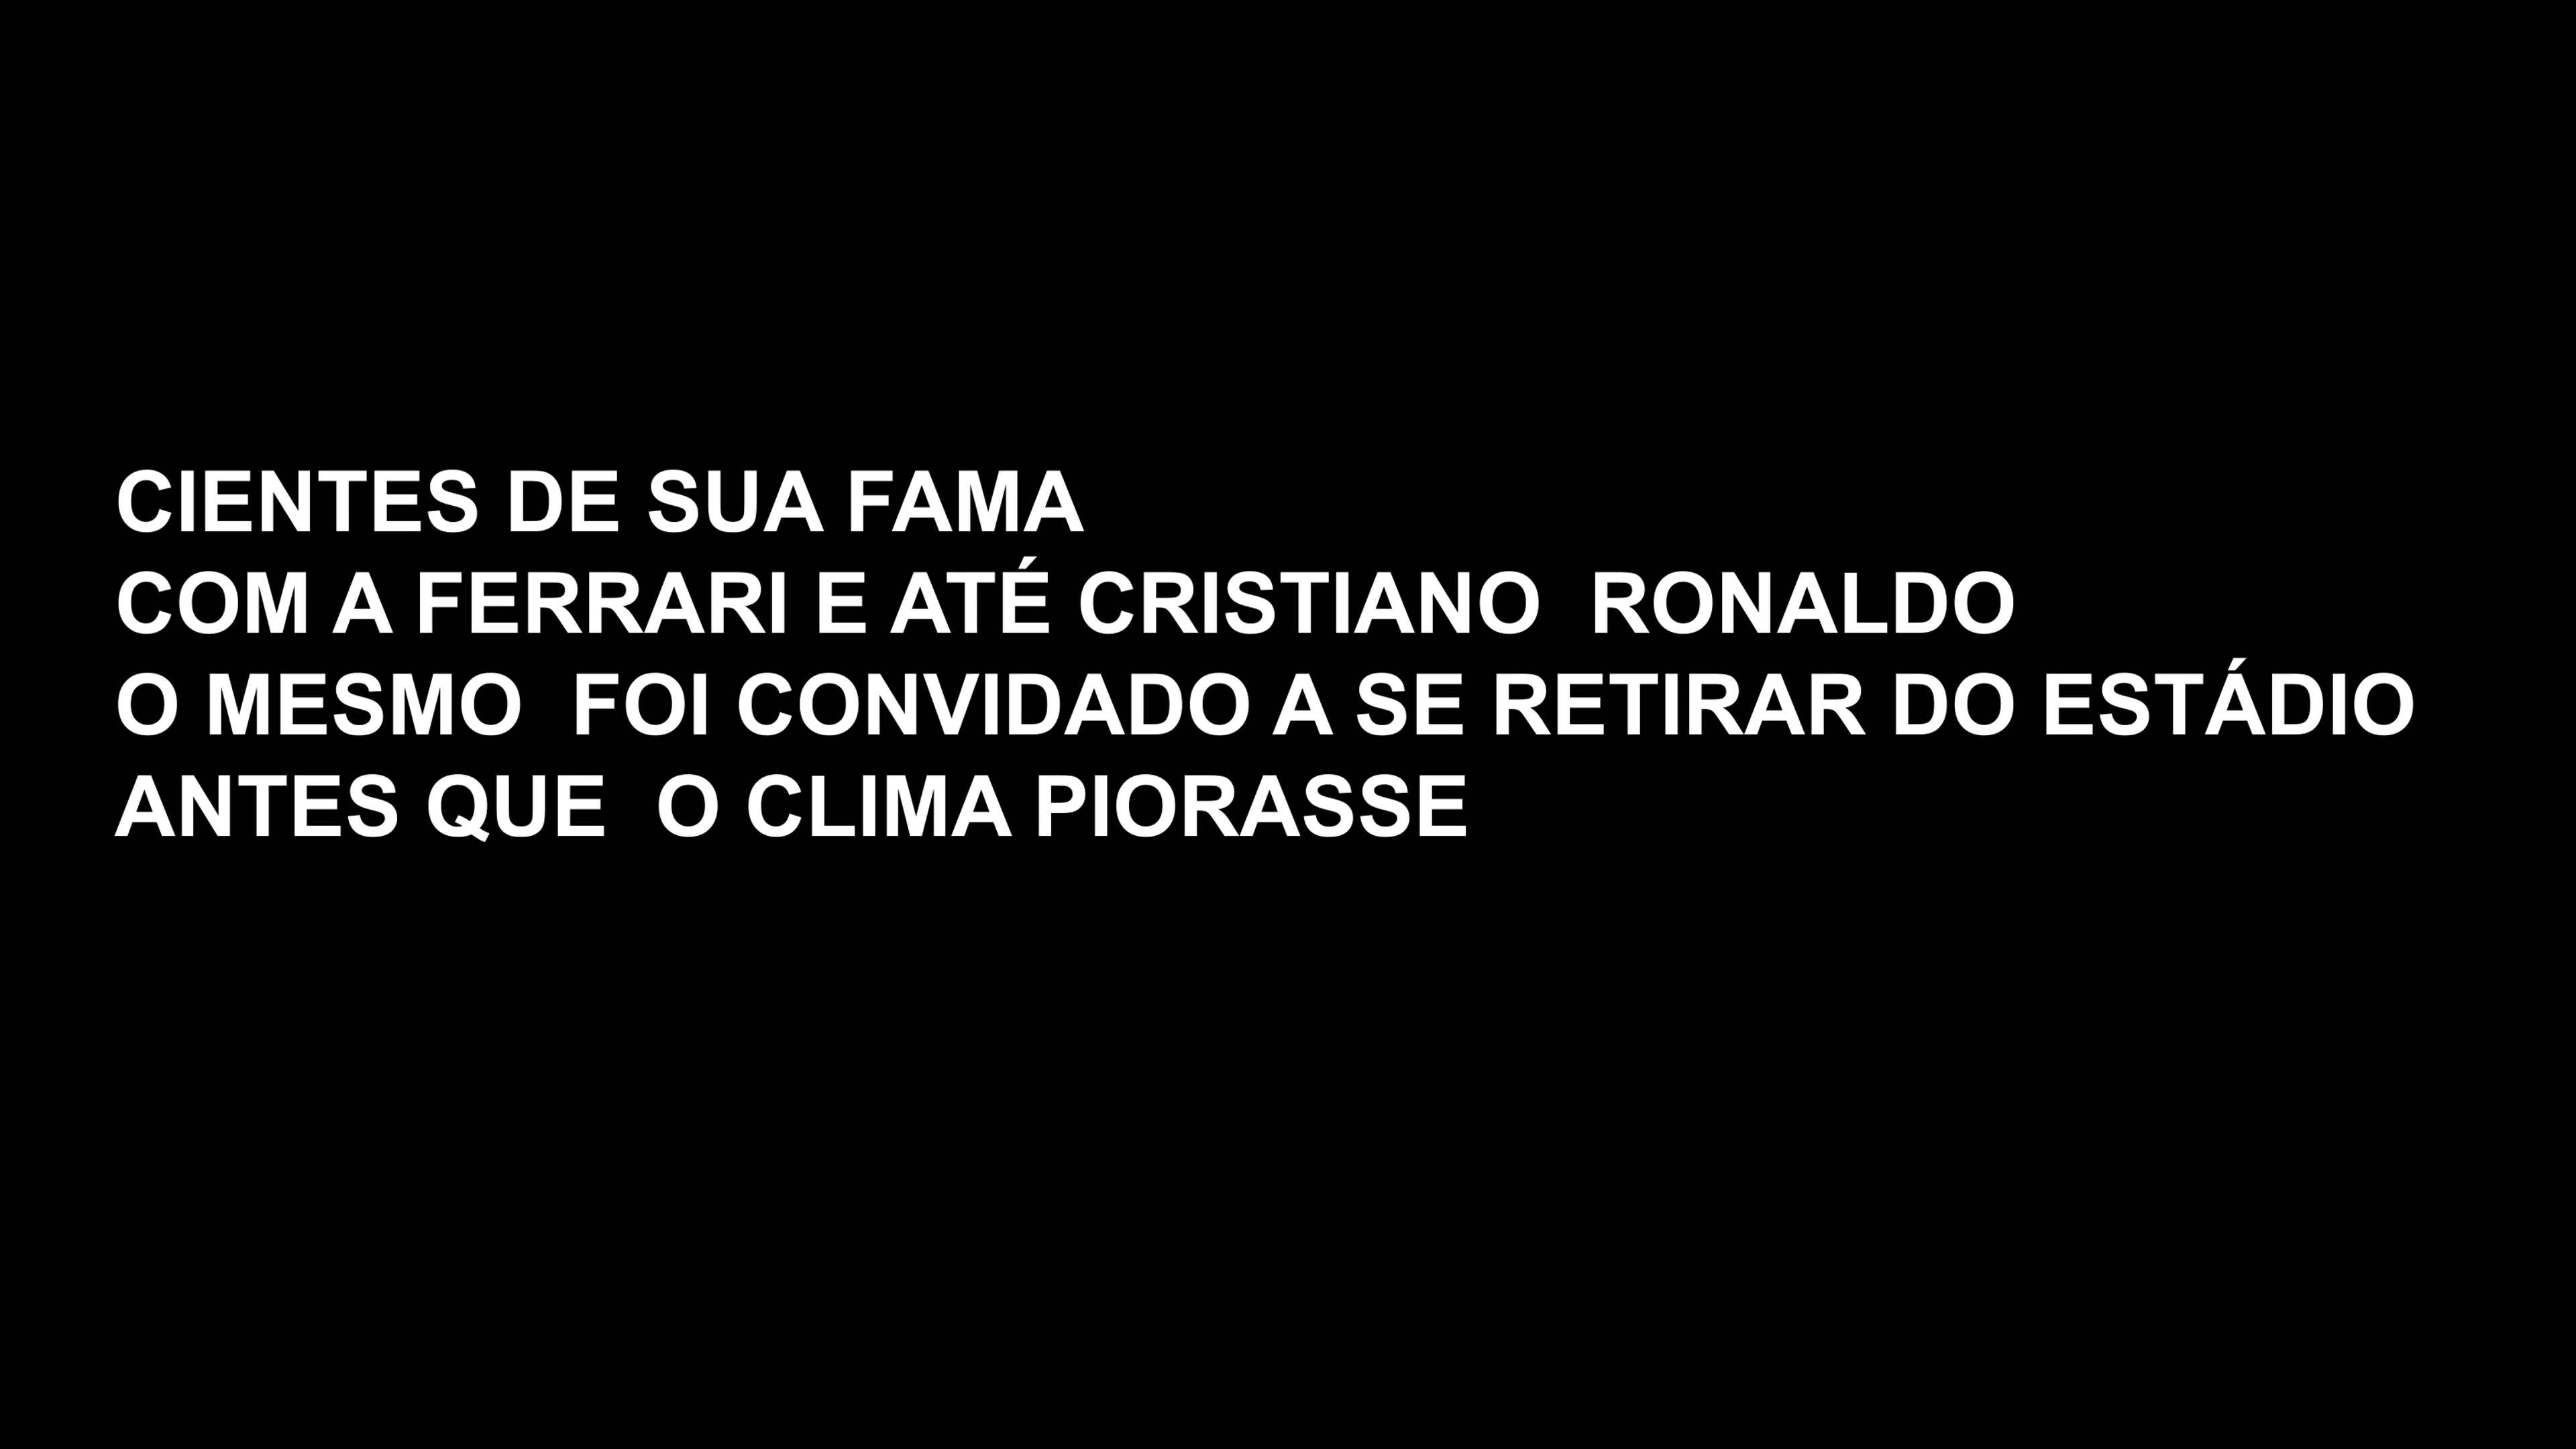 CIENTES DE SUA FAMA
COM A FERRARI E ATÉ CRISTIANO  RONALDO
O MESMO  FOI CONVIDADO A SE RETIRAR DO ESTÁDIO
ANTES QUE  O CLIMA PIORASSE